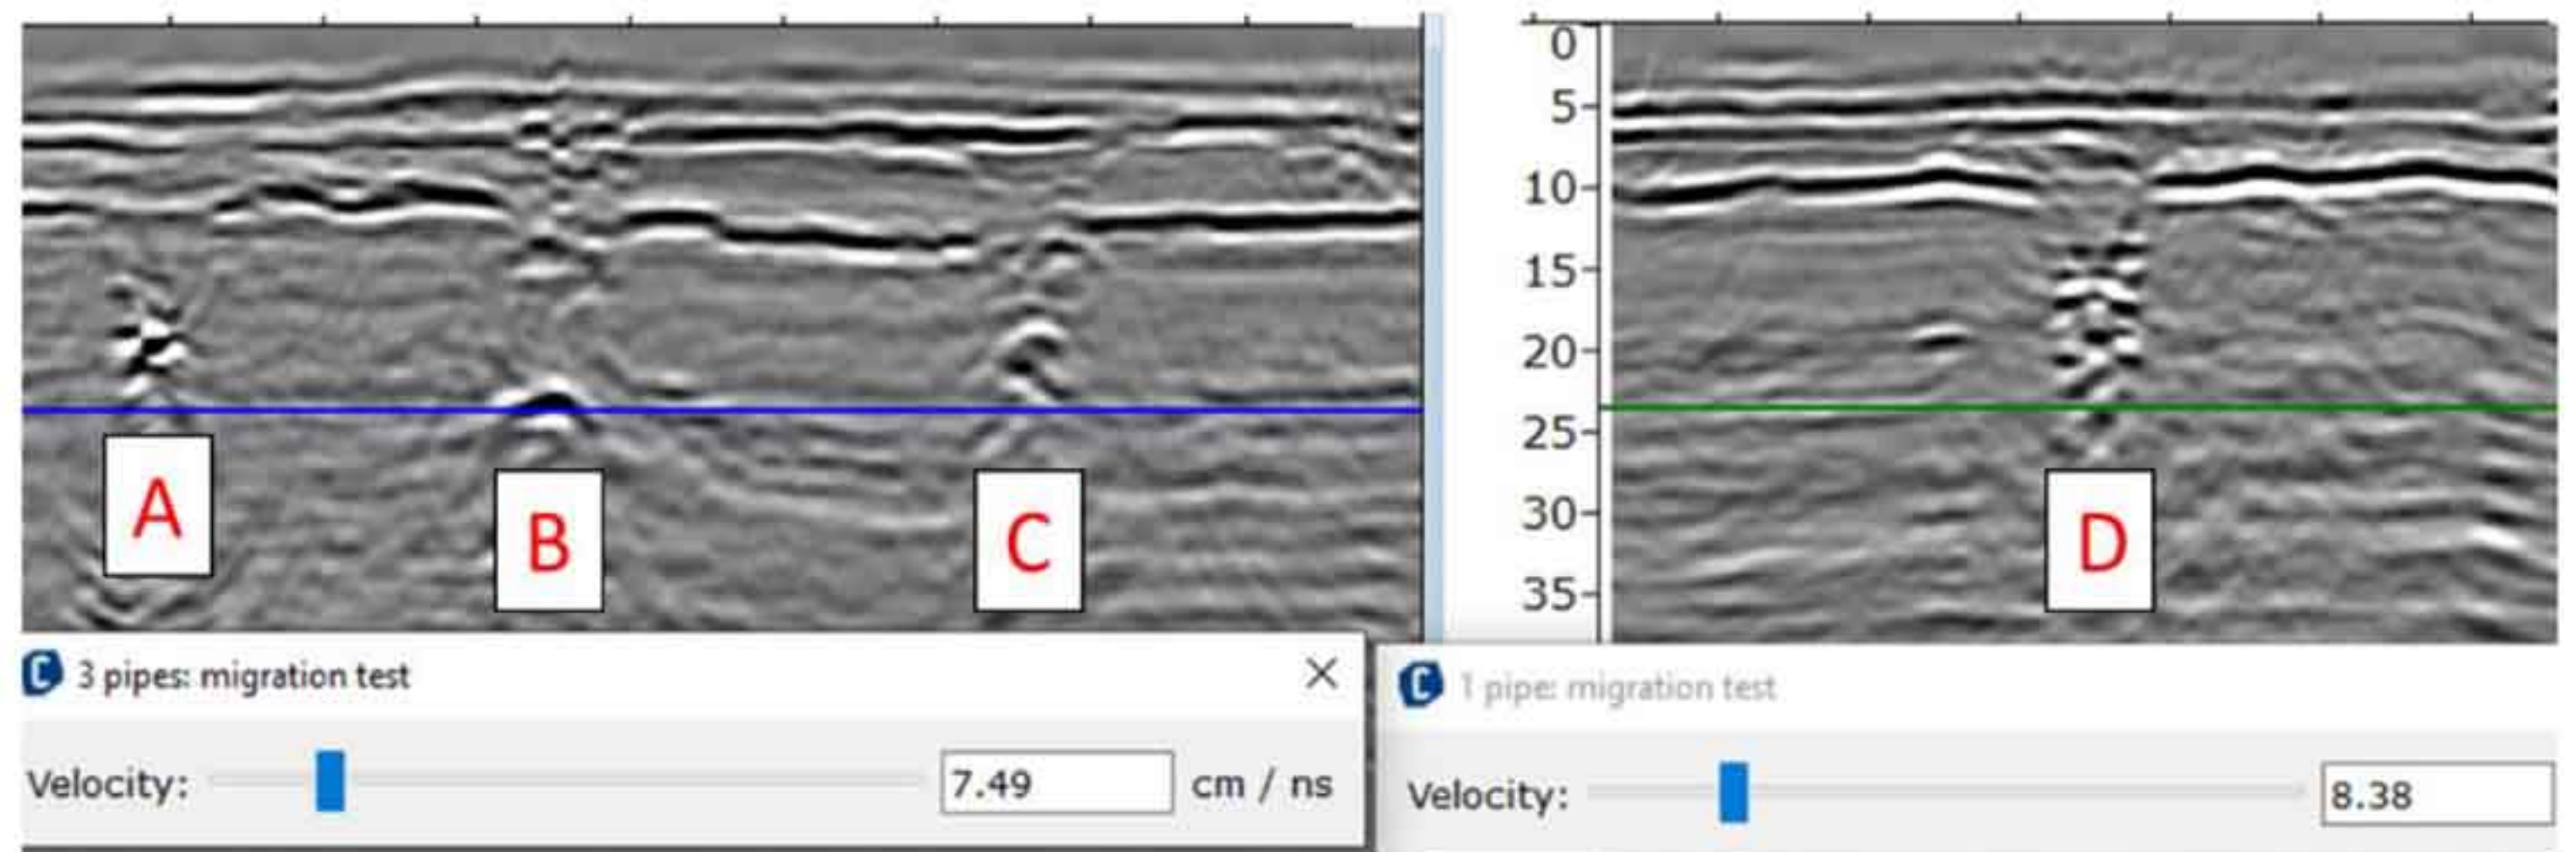 0
5
10
15
20
25
30
35
A
B
C
D
3 pipes: migration test
Velocity: 7.49 cm / ns
1 pipe: migration test
Velocity: 8.38